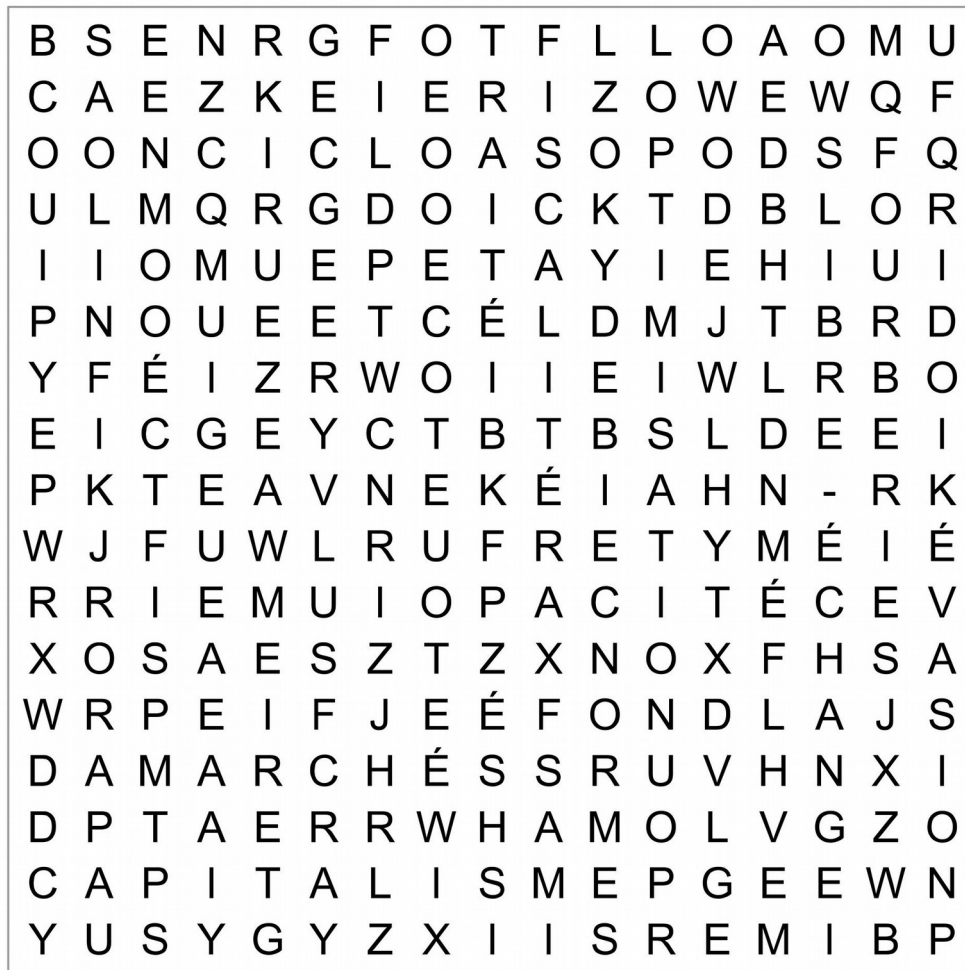 B S E N R G F O T F L L O A O M U
C A E Z K E I E R I Z O W E W Q F
O O N C I C L O A S O P O D S F Q
U L M Q R G D O I C K T D B L O R
I I O M U E P E T A Y I E H I U I
P N O U E E T C É L D M J T B R D
Y F É I Z R W O I I E I W L R B O
E I C G E Y C T B T B S L D E E I
P K T E A V N E K É I A H N - R K
W J F U W L R U F R E T Y M É I É
R R I E M U I O P A C I T É C E V
X O S A E S Z T Z X N O X F H S A
W R P E I F J E É F O N D L A J S
D A M A R C H É S S R U V H N X I
D P T A E R R W H A M O L V G Z O
C A P I T A L I S M E P G E E W N
Y U S Y G Y Z X I I S R E M I B P